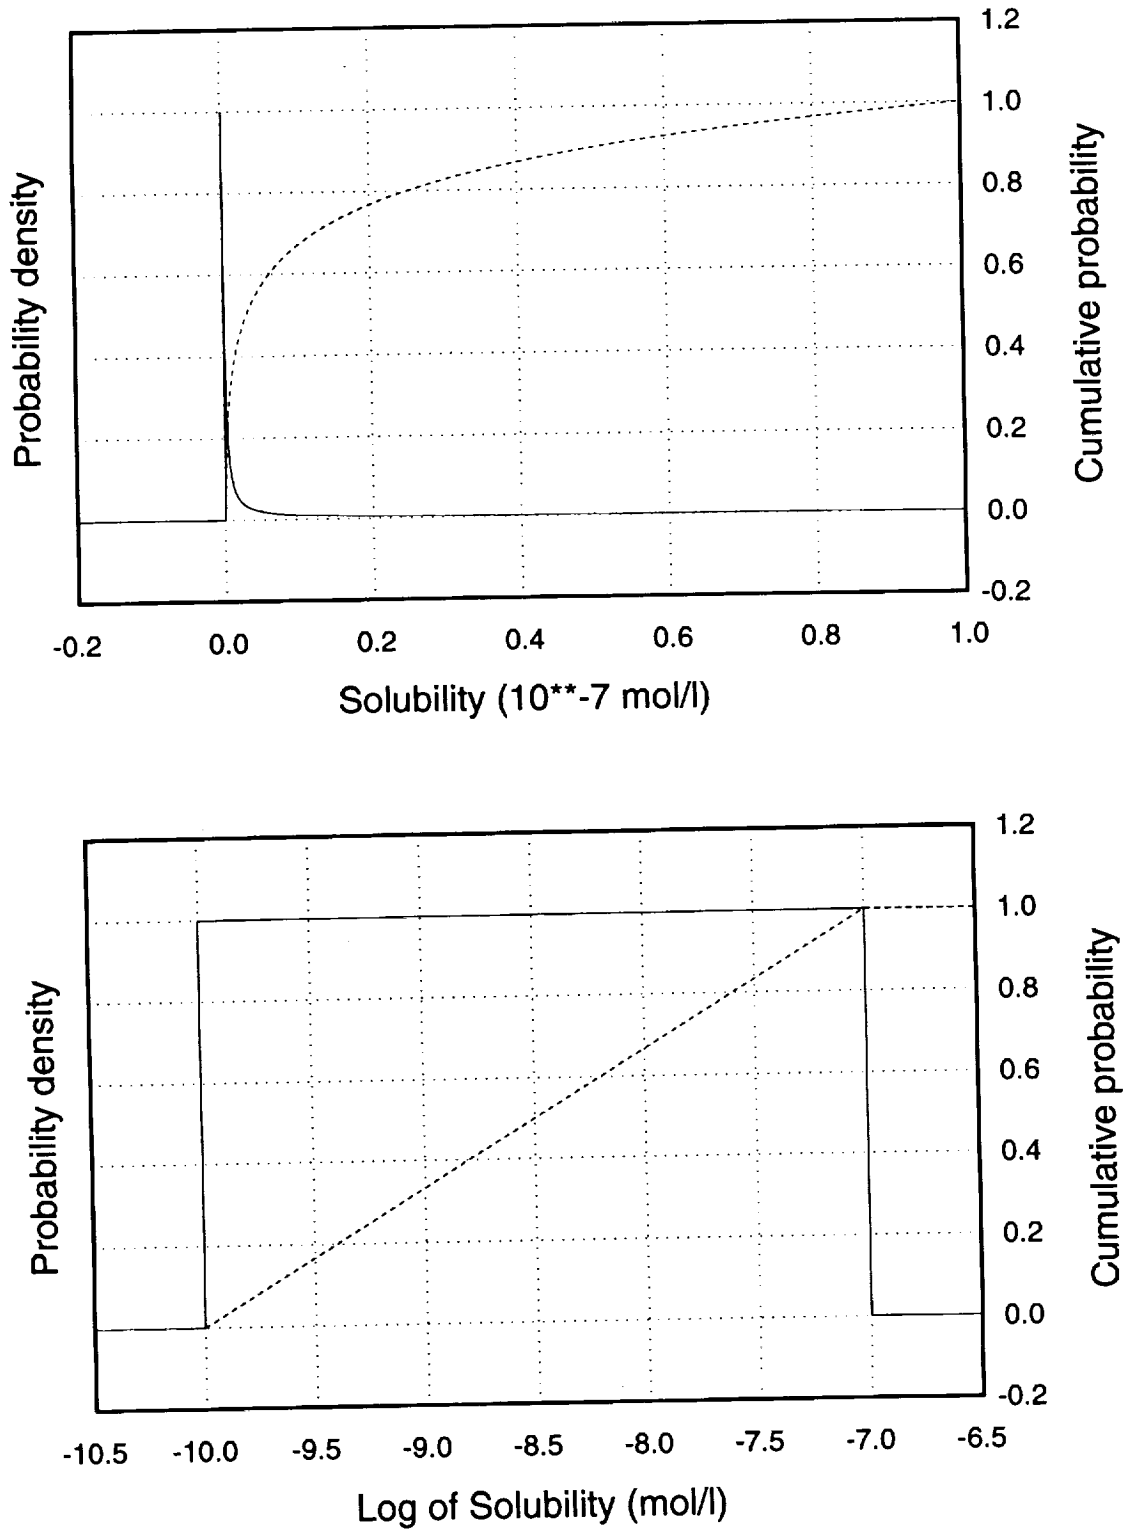 1.2
1.0
0.8
0.6
0.4
0.2
0.0
-0.2
Probability density
Cumulative probability
-0.2 0.0 0.2 0.4 0.6 0.8 1.0
Solubility (10**-7 mol/l)
1.2
1.0
0.8
0.6
0.4
0.2
0.0
-0.2
Probability density
Cumulative probability
-10.5 -10.0 -9.5 -9.0 -8.5 -8.0 -7.5 -7.0 -6.5
Log of Solubility (mol/l)